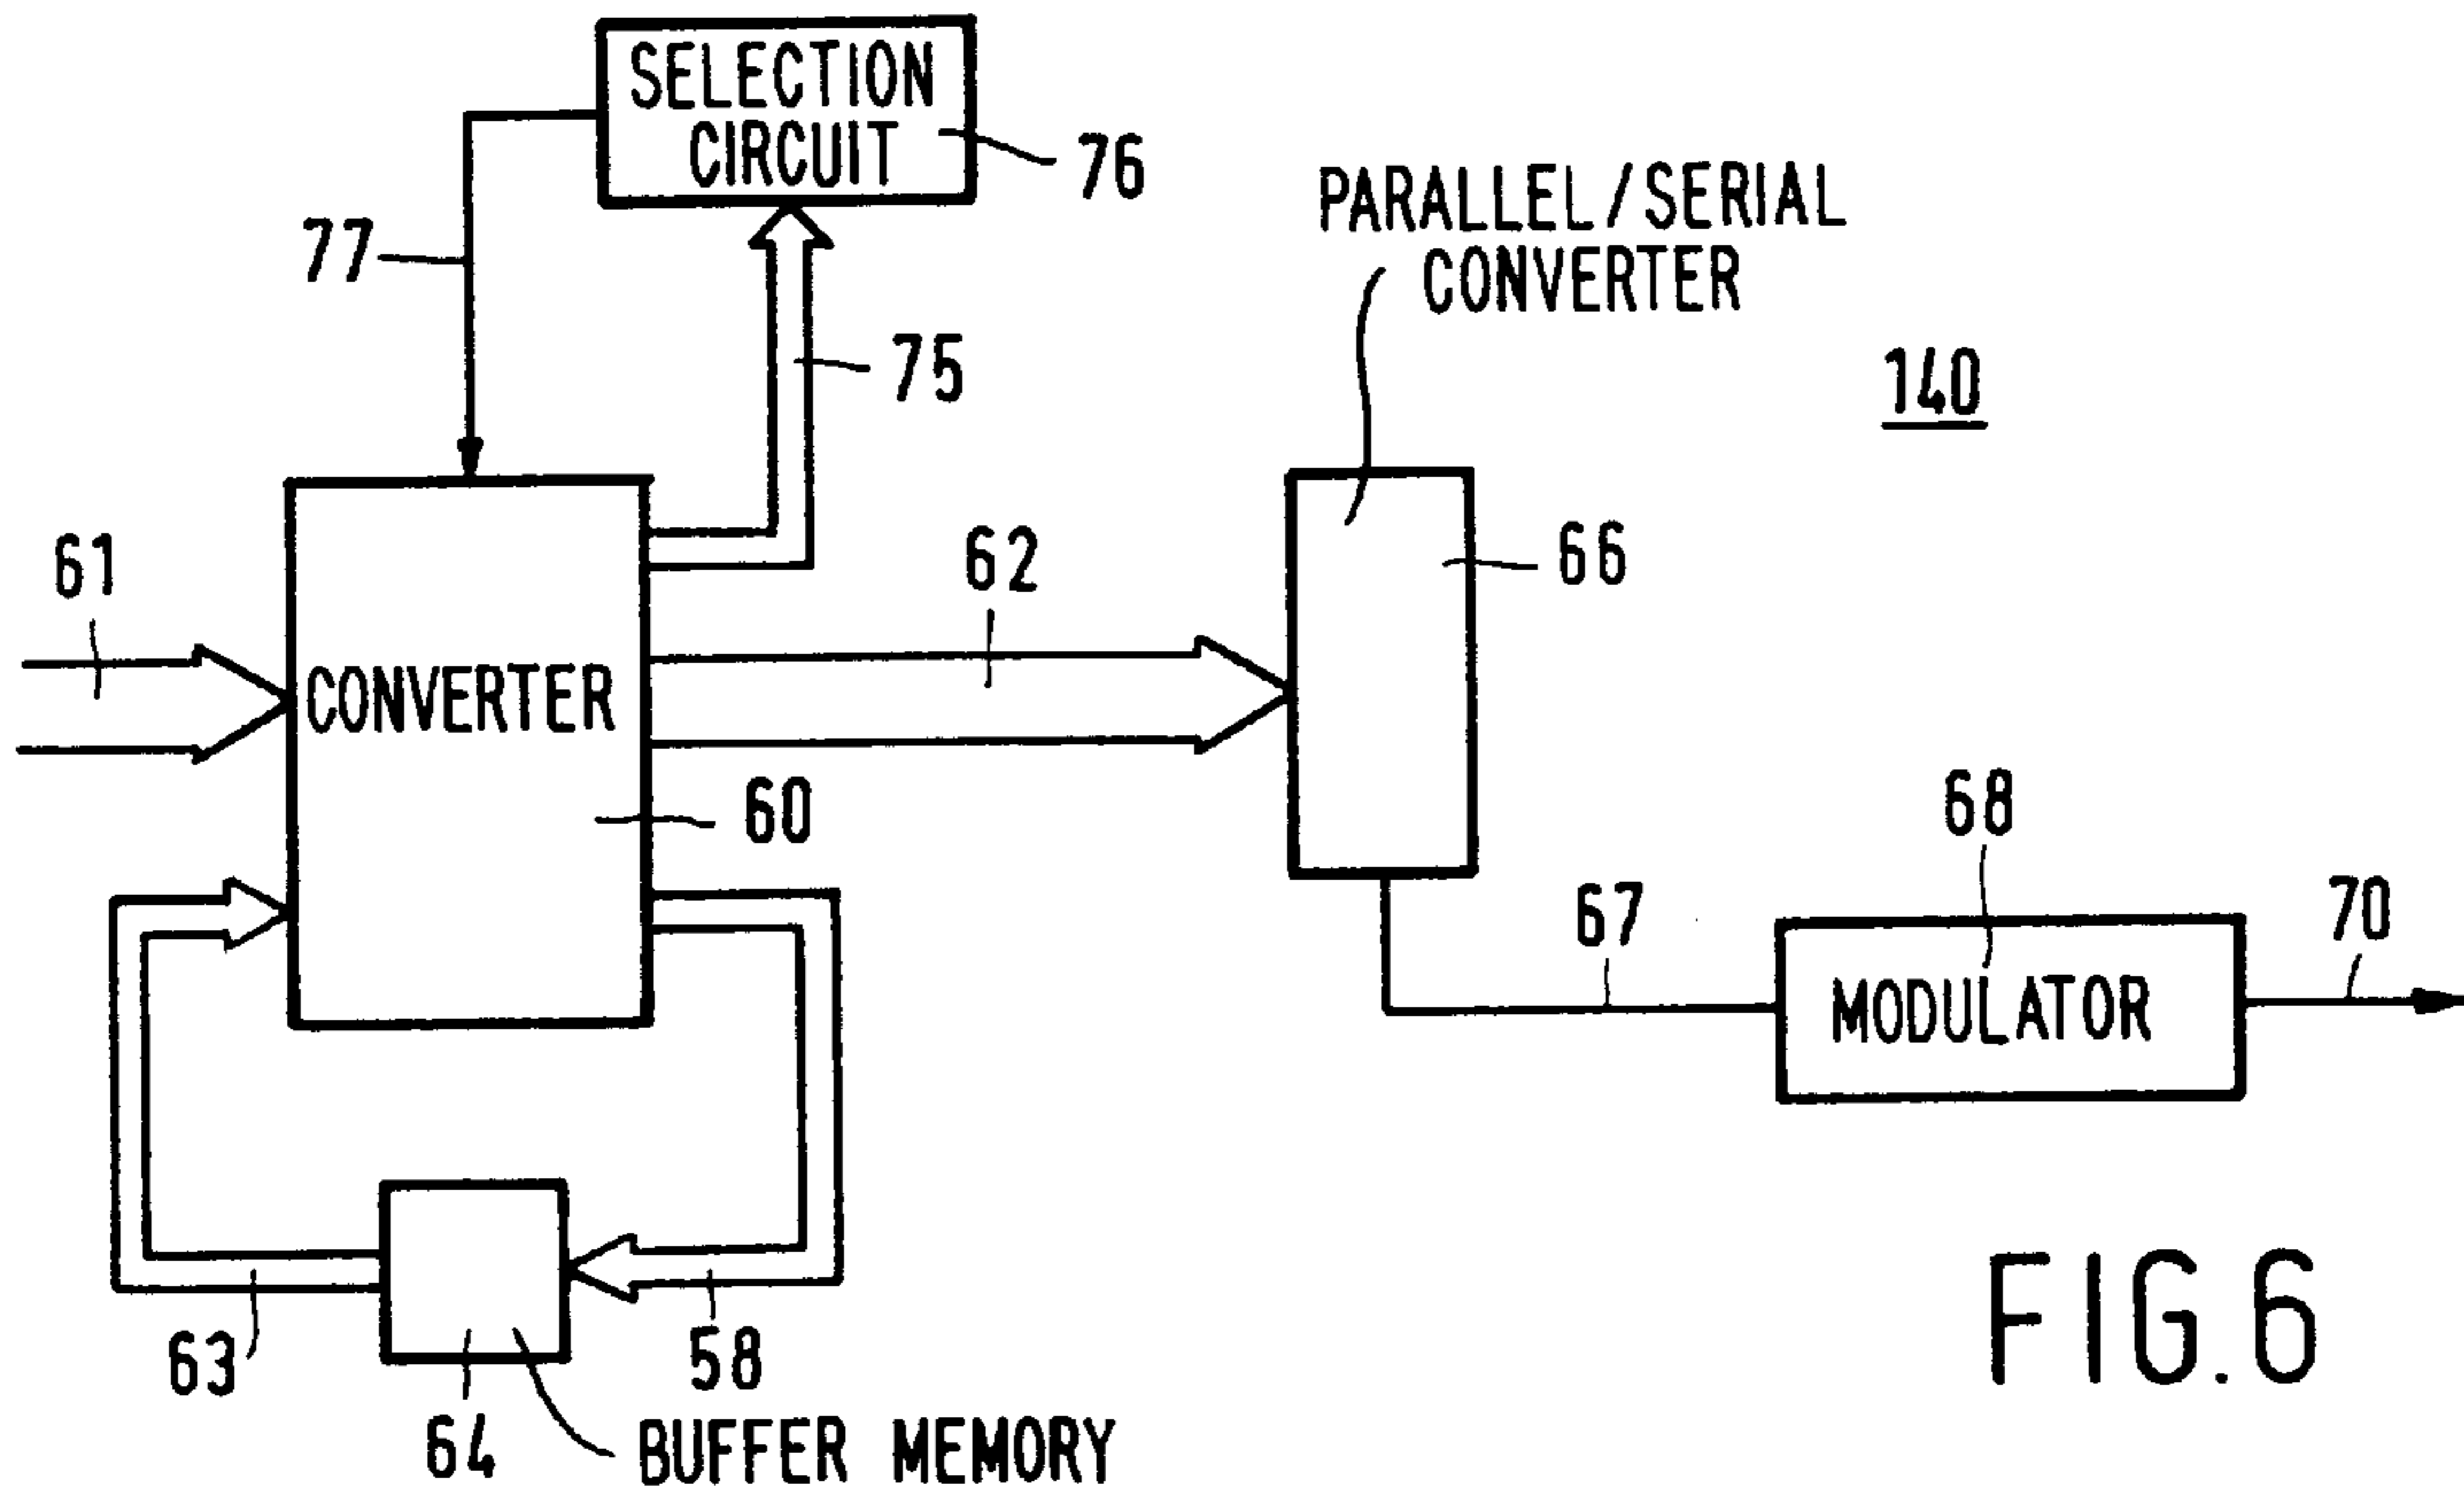 SELECTION
CIRCUIT
76
77
PARALLEL/SERIAL
CONVERTER
75
140
61
62
66
CONVERTER
60
68
67
70
MODULATOR
63
58
64
BUFFER MEMORY
FIG.6